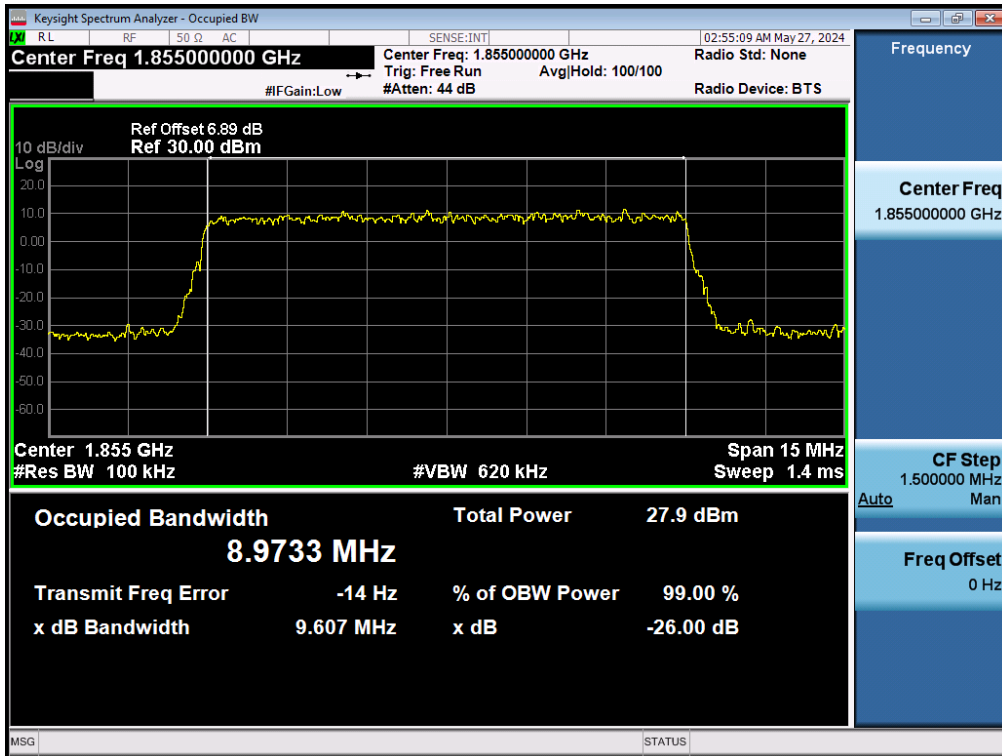 Keysight Spectrum Analyzer - Occupied BW
LXI RL RF 50 Ω AC SENSE:INT 02:55:09 AM May 27, 2024
Center Freq 1.855000000 GHz
Center Freq: 1.855000000 GHz Radio Std: None
Trig: Free Run Avg|Hold: 100/100
#IFGain:Low #Atten: 44 dB Radio Device: BTS
Ref Offset 6.89 dB
10 dB/div Ref 30.00 dBm
Log
20.0
10.0
0.00
-10.0
-20.0
-30.0
-40.0
-50.0
-60.0
Center 1.855 GHz Span 15 MHz
#Res BW 100 kHz #VBW 620 kHz Sweep 1.4 ms
Occupied Bandwidth Total Power 27.9 dBm
8.9733 MHz
Transmit Freq Error -14 Hz % of OBW Power 99.00 %
x dB Bandwidth 9.607 MHz x dB -26.00 dB
Frequency
Center Freq
1.855000000 GHz
CF Step
1.500000 MHz
Auto Man
Freq Offset
0 Hz
MSG STATUS